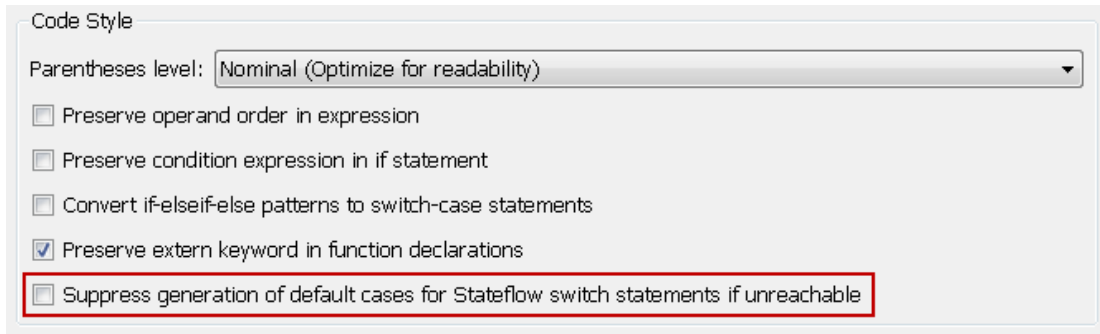 Code Style
Parentheses level: Nominal (Optimize for readability)
Preserve operand order in expression
Preserve condition expression in if statement
Convert if-elseif-else patterns to switch-case statements
Preserve extern keyword in function declarations
Suppress generation of default cases for Stateflow switch statements if unreachable